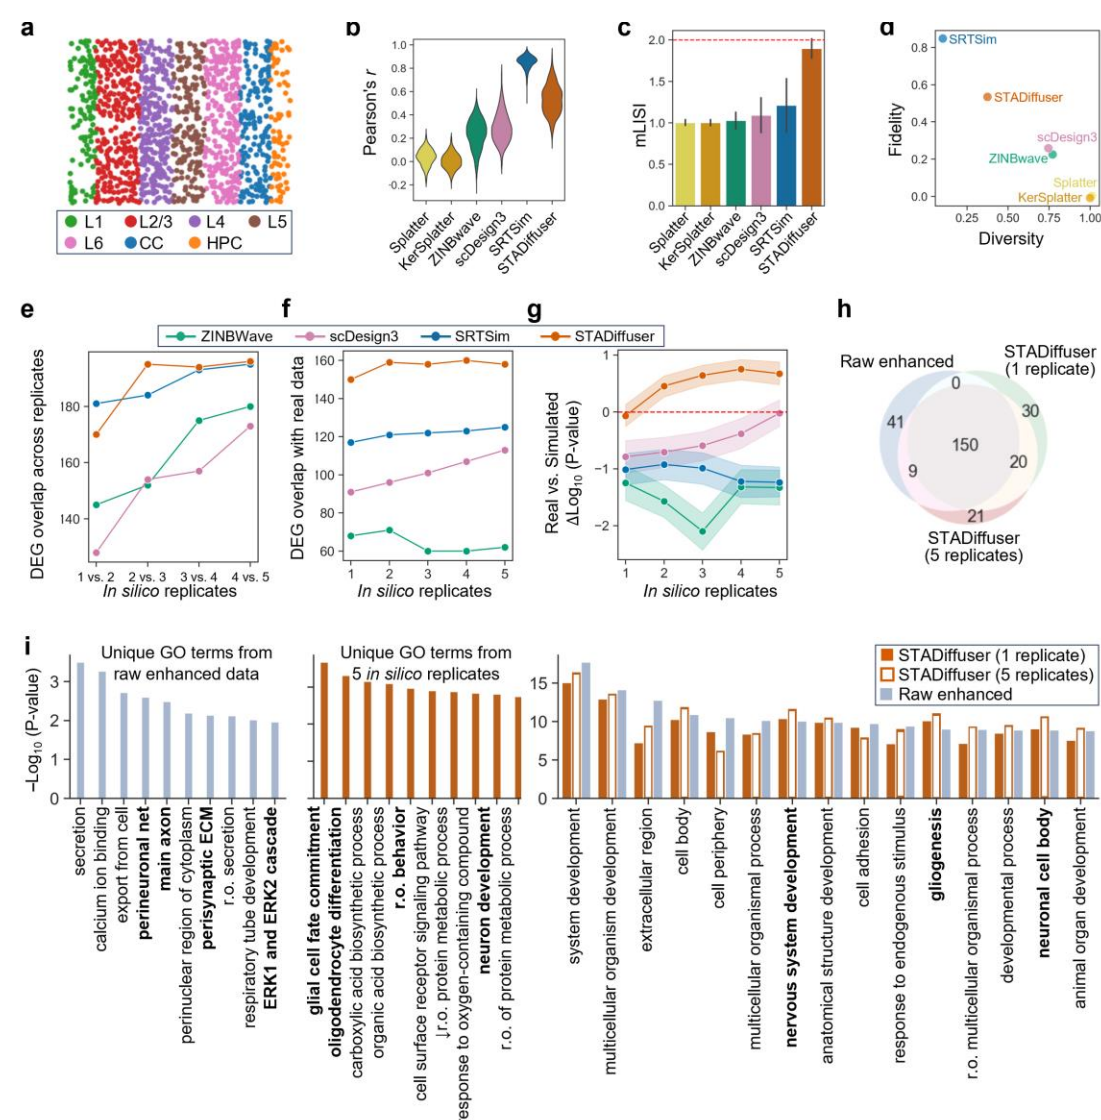 a
L1 L2/3 L4 L5
L6 CC HPC
b
Pearson's r
1.0
0.8
0.6
0.4
0.2
0.0
-0.2
Splatter
KerSplatter
ZINBwave
scDesign3
SRTSim
STADiffuser
c
mLISI
2.0
1.5
1.0
0.5
0.0
Splatter
KerSplatter
ZINBwave
scDesign3
SRTSim
STADiffuser
d
Fidelity
0.8
0.6
0.4
0.2
0.0
SRTSim
STADiffuser
scDesign3
ZINBwave
Splatter
KerSplatter
0.25 0.50 0.75 1.00
Diversity
e f g h
ZINBWave scDesign3 SRTSim STADiffuser
DEG overlap across replicates
180
160
140
1 vs. 2 2 vs. 3 3 vs. 4 4 vs. 5
In silico replicates
DEG overlap with real data
160
140
120
100
80
60
1 2 3 4 5
In silico replicates
Real vs. Simulated
ΔLog10 (P-value)
1
0
−1
−2
1 2 3 4 5
In silico replicates
Raw enhanced
STADiffuser
(1 replicate)
0
41
30
150
9
20
21
STADiffuser
(5 replicates)
i
−Log10 (P-value)
3
2
1
0
Unique GO terms from
raw enhanced data
secretion
calcium ion binding
export from cell
perineuronal net
main axon
perinuclear region of cytoplasm
perisynaptic ECM
r.o. secretion
respiratory tube development
ERK1 and ERK2 cascade
Unique GO terms from
5 in silico replicates
glial cell fate commitment
oligodendrocyte differentiation
carboxylic acid biosynthetic process
organic acid biosynthetic process
r.o. behavior
cell surface receptor signaling pathway
↓r.o. protein metabolic process
esponse to oxygen-containing compound
neuron development
r.o. of protein metabolic process
STADiffuser (1 replicate)
STADiffuser (5 replicates)
Raw enhanced
15
10
5
0
system development
multicellular organism development
extracellular region
cell body
cell periphery
multicellular organismal process
nervous system development
anatomical structure development
cell adhesion
response to endogenous stimulus
gliogenesis
r.o. multicellular organismal process
developmental process
neuronal cell body
animal organ development